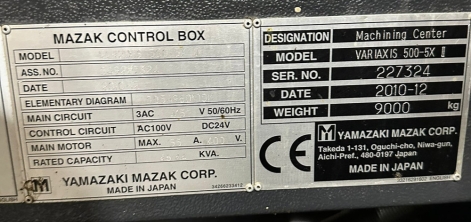 MAZAK CONTROL BOX
MODEL
ASS.NO.
DATE
ELEMENTARY DIAGRAM
MAIN CIRCUIT 3AC V 50/60Hz
CONTROL CIRCUIT AC100V DC24V
MAIN MOTOR MAX. A. V.
RATED CAPACITY KVA.
YAMAZAKI MAZAK CORP.
MADE IN JAPAN
DESIGNATION Machining Center
MODEL VARIAXIS 500-5X II
SER. NO. 227324
DATE 2010-12
WEIGHT 9000 kg
CE
YAMAZAKI MAZAK CORP.
Takeda 1-131, Oguchi-cho, Niwa-gun,
Aichi-Pref., 480-0197 Japan
MADE IN JAPAN
ENGLISH